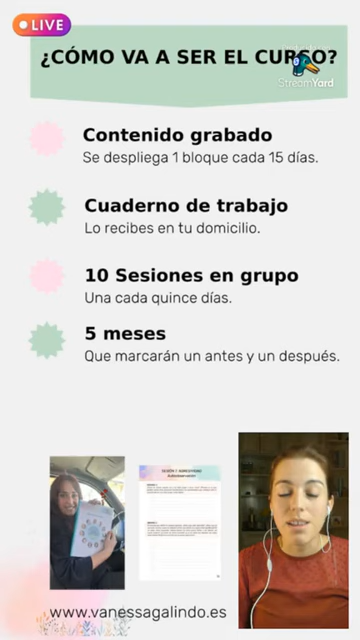 LIVE
¿CÓMO VA A SER EL CURSO?
StreamYard
Contenido grabado
Se despliega 1 bloque cada 15 días.
Cuaderno de trabajo
Lo recibes en tu domicilio.
10 Sesiones en grupo
Una cada quince días.
5 meses
Que marcarán un antes y un después.
www.vanessagalindo.es